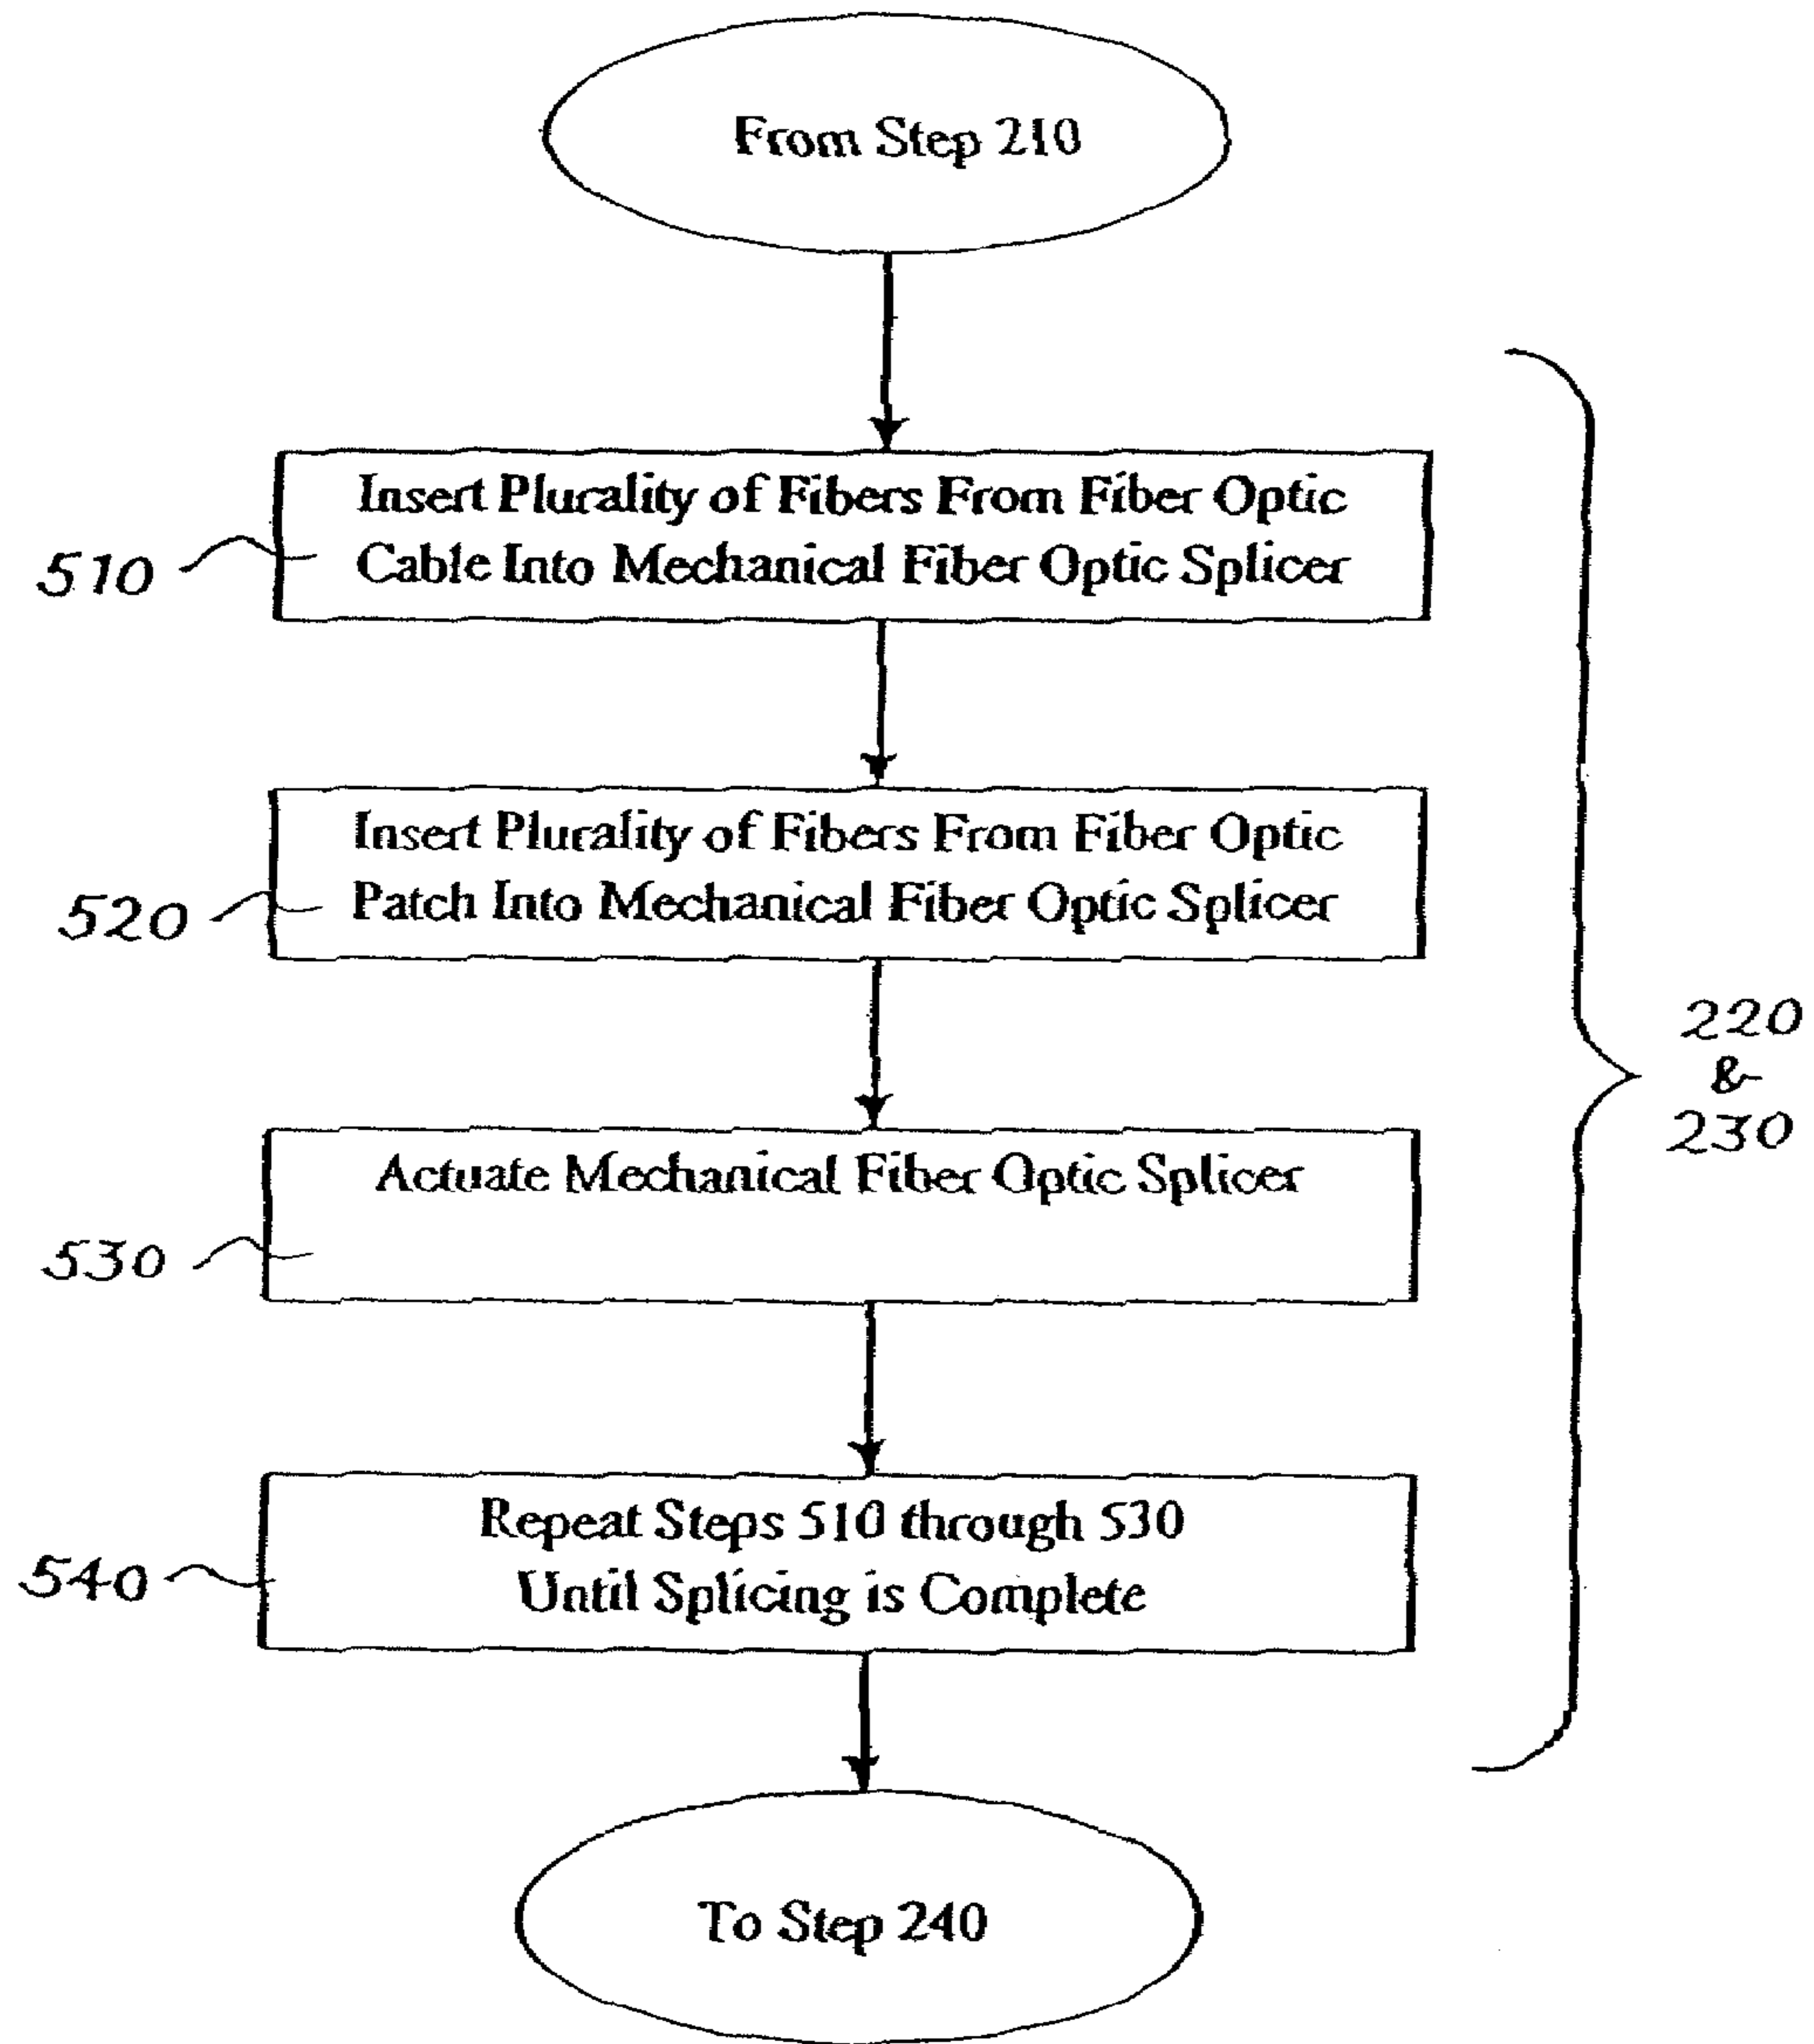 From Step 210
Insert Plurality of Fibers From Fiber Optic
Cable Into Mechanical Fiber Optic Splicer
510
Insert Plurality of Fibers From Fiber Optic
Patch Into Mechanical Fiber Optic Splicer
520
220
&
230
Actuate Mechanical Fiber Optic Splicer
530
Repeat Steps 510 through 530
Until Splicing is Complete
540
To Step 240